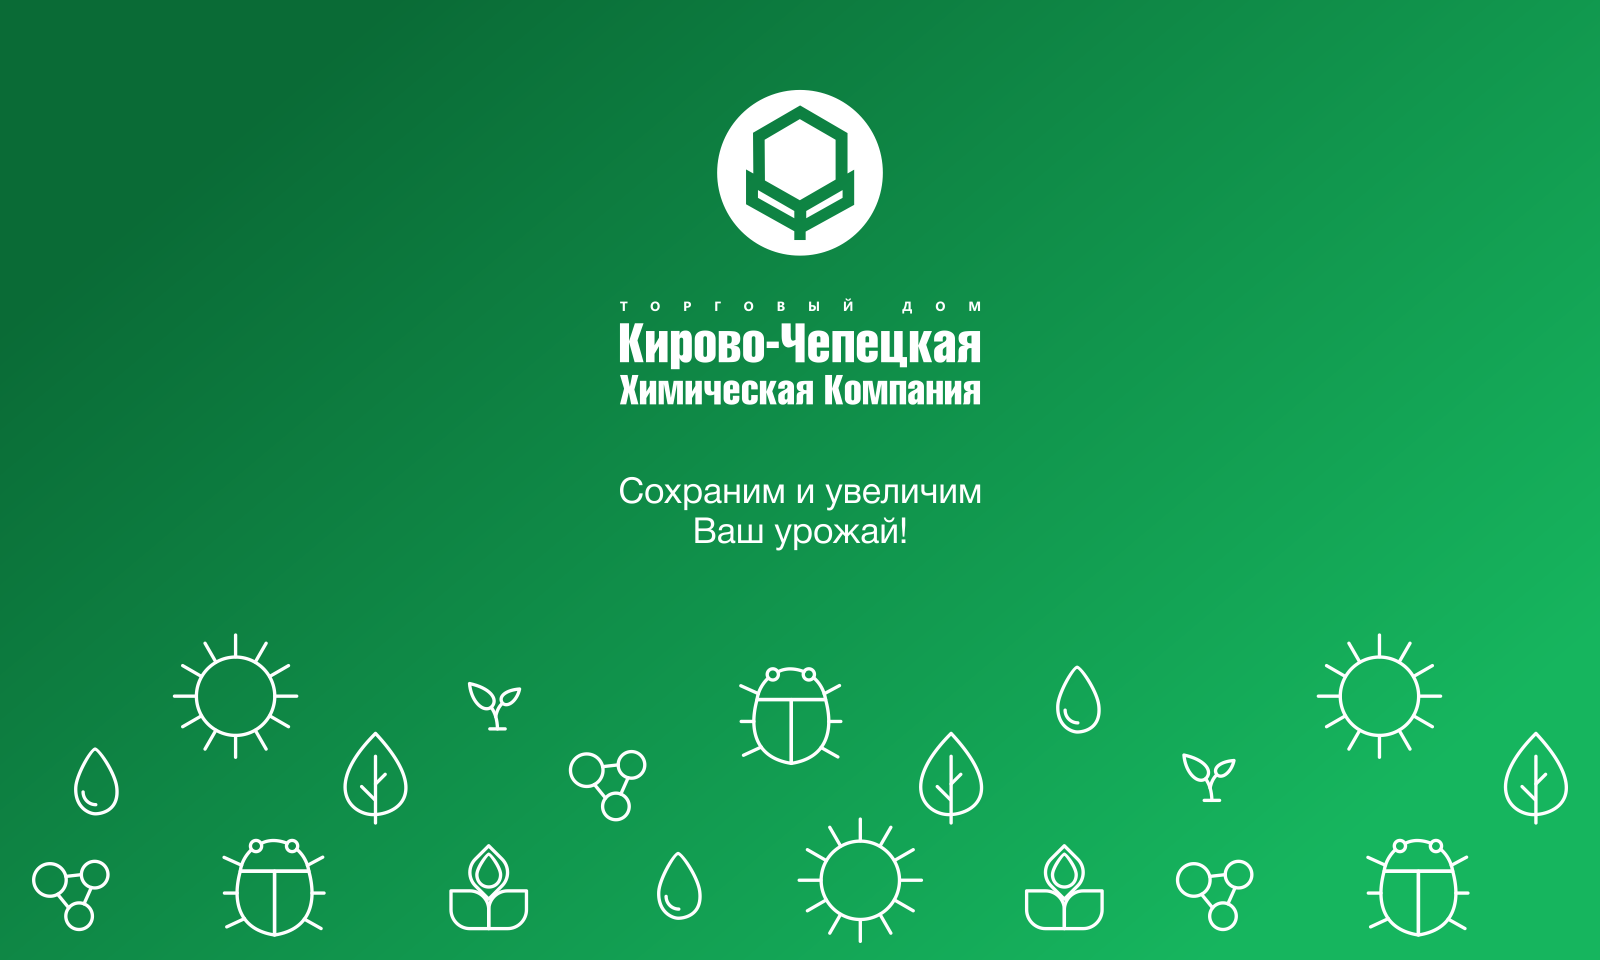 ТОРГОВЫЙ ДОМ
Кирово-Чепецкая
Химическая Компания
Сохраним и увеличим
Ваш урожай!